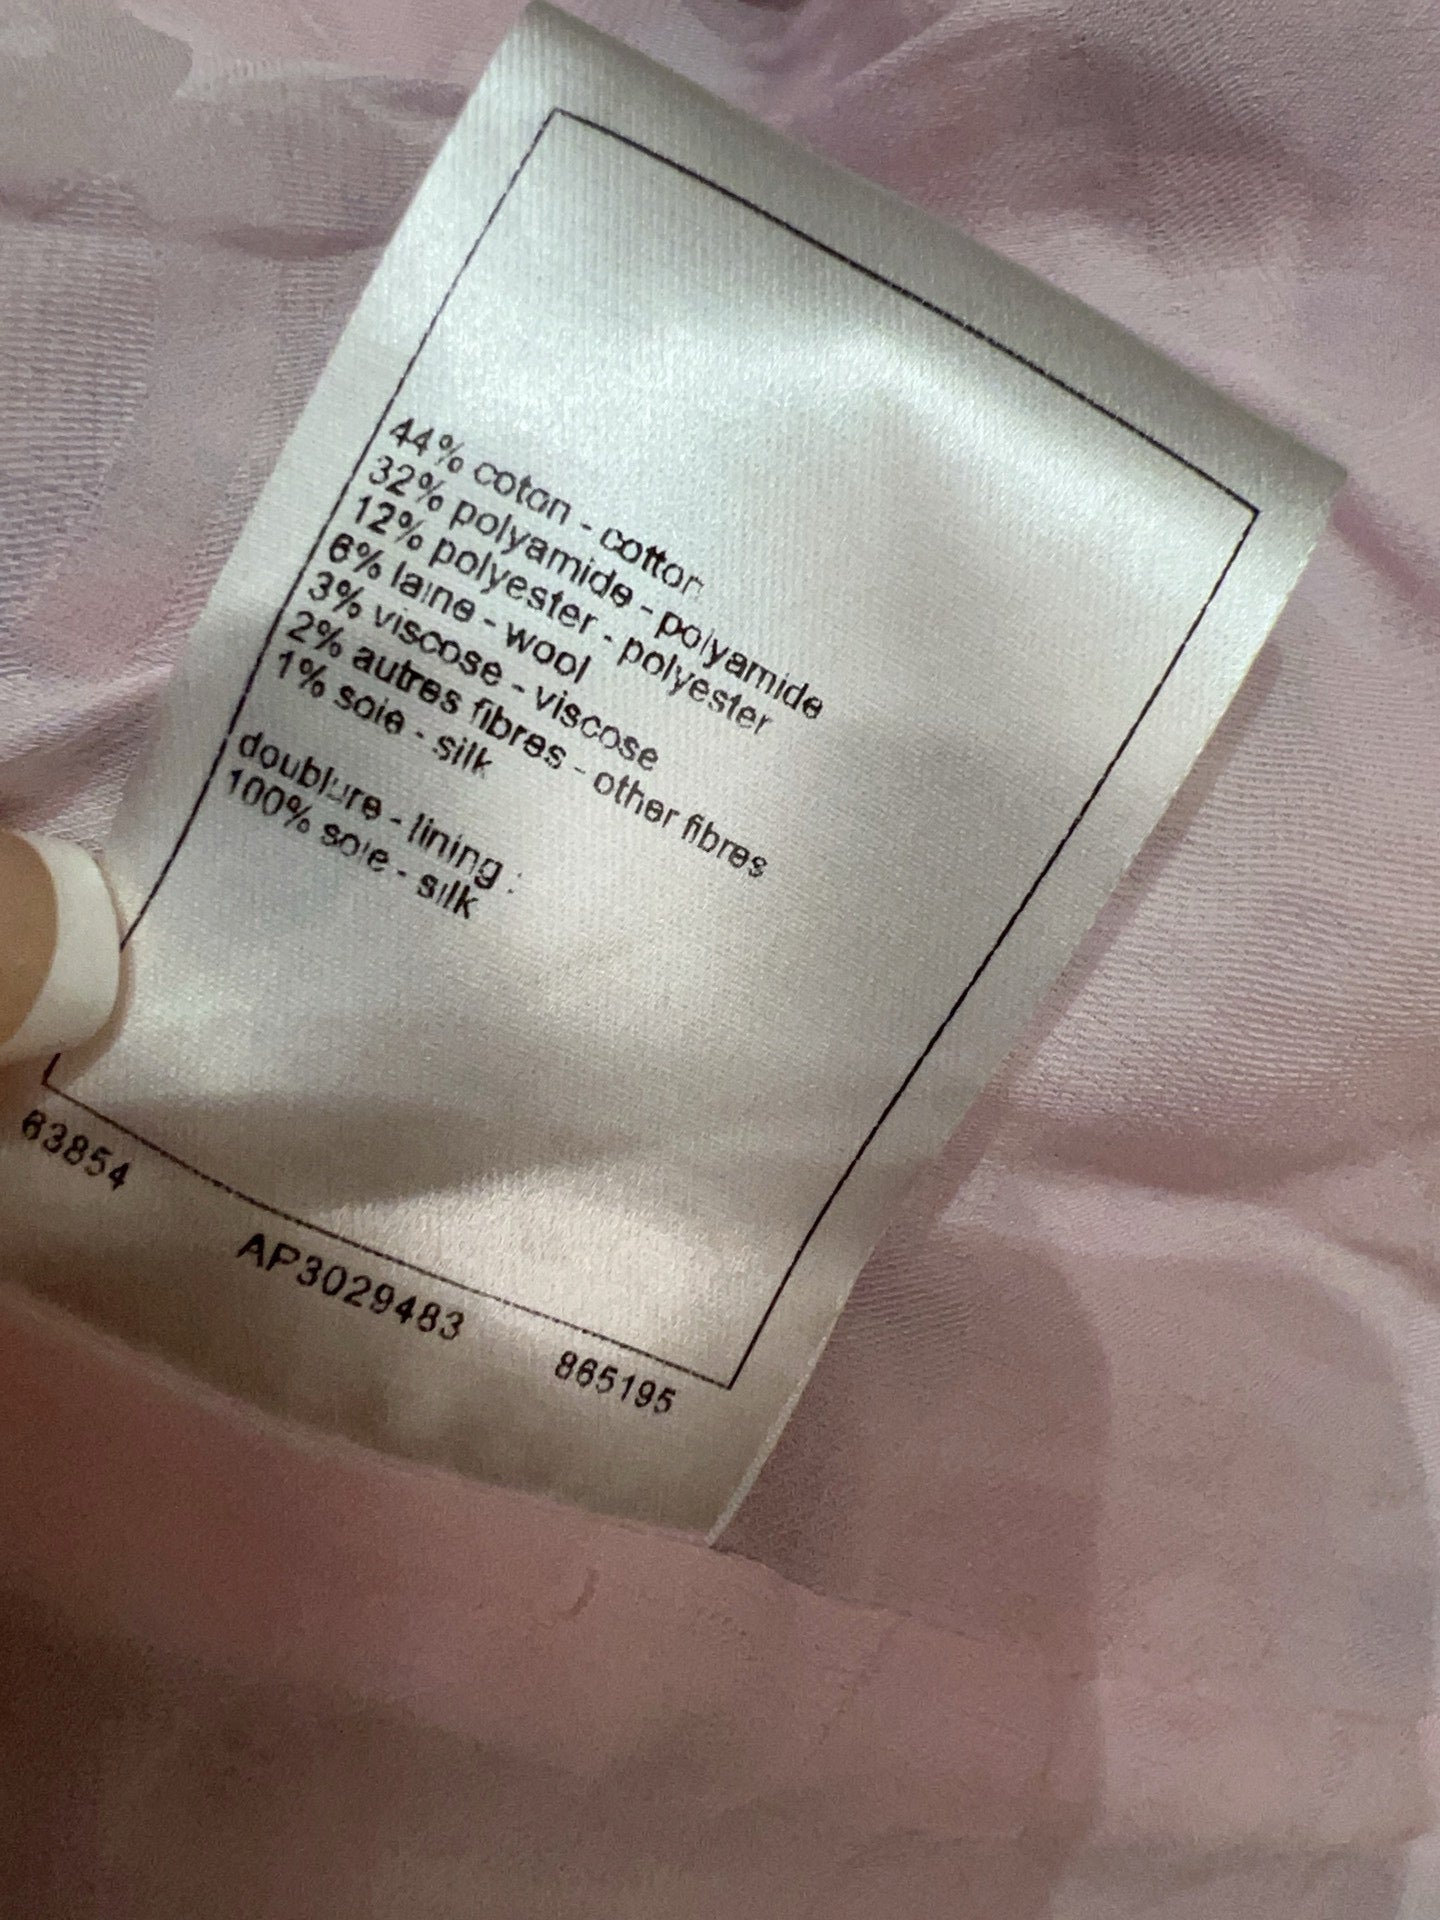 44% coton - cotton
32% polyamide - polyamide
12% polyester - polyester
6% laine - wool
3% viscose - viscose
2% autres fibres - other fibres
1% soie - silk
doublure - lining :
100% soie - silk
63854
AP3029483
865195